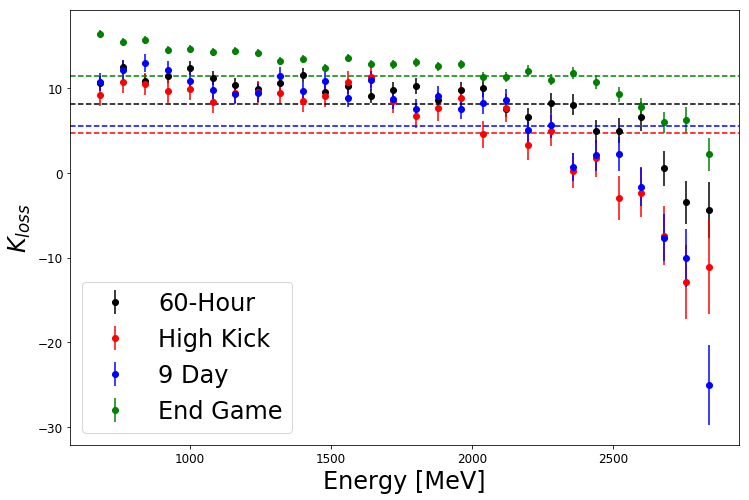 10
0
−10
−20
−30
K_loss
60-Hour
High Kick
9 Day
End Game
1000
1500
2000
2500
Energy [MeV]